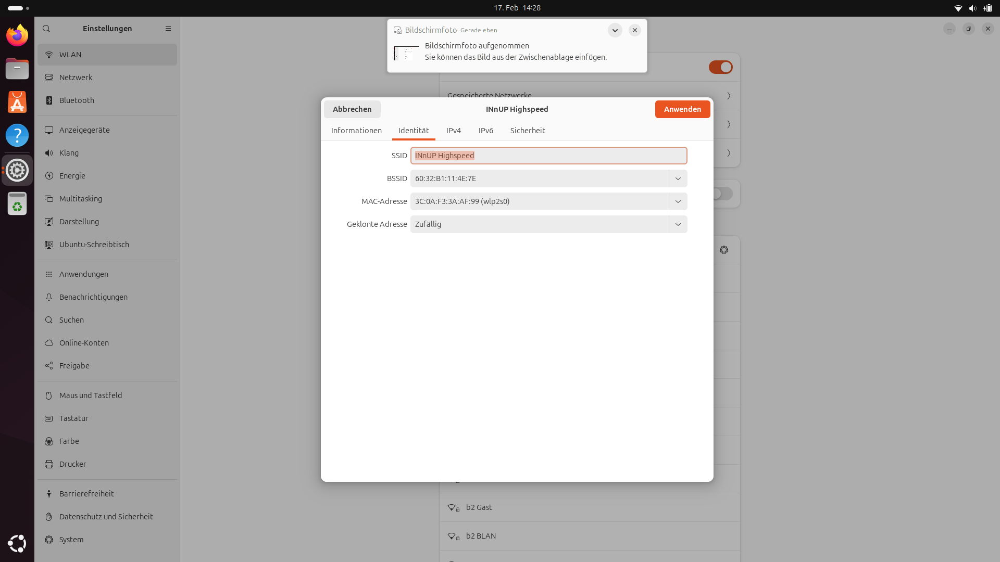 17. Feb 14:28
Einstellungen
WLAN
Netzwerk
Bluetooth
Anzeigegeräte
Klang
Energie
Multitasking
Darstellung
Ubuntu-Schreibtisch
Anwendungen
Benachrichtigungen
Suchen
Online-Konten
Freigabe
Maus und Tastfeld
Tastatur
Farbe
Drucker
Barrierefreiheit
Datenschutz und Sicherheit
System
Bildschirmfoto Gerade eben
Bildschirmfoto aufgenommen
Sie können das Bild aus der Zwischenablage einfügen.
Gespeicherte Netzwerke
Abbrechen
INnUP Highspeed
Anwenden
Informationen Identität IPv4 IPv6 Sicherheit
SSID INnUP Highspeed
BSSID 60:32:B1:11:4E:7E
MAC-Adresse 3C:0A:F3:3A:AF:99 (wlp2s0)
Geklonte Adresse Zufällig
b2 Gast
b2 BLAN